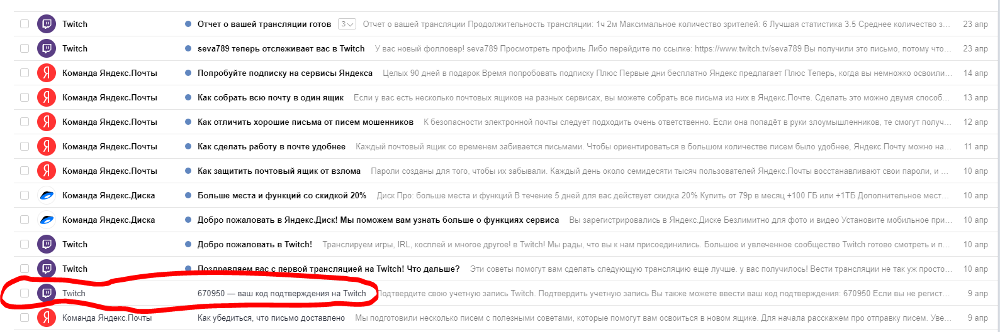 Twitch Отчет о вашей трансляции готов 3 Отчет о вашей трансляции Продолжительность трансляции: 1ч 2м Максимальное количество зрителей: 6 Лучшая статистика 3.5 Среднее количество з... 23 апр
Twitch seva789 теперь отслеживает вас в Twitch У вас новый фолловер! seva789 Просмотреть профиль Либо перейдите по ссылке: https://www.twitch.tv/seva789 Вы получили это письмо, потому что... 23 апр
Я Команда Яндекс.Почты Попробуйте подписку на сервисы Яндекса Целых 90 дней в подарок Время попробовать подписку Плюс Первые дни бесплатно Яндекс предлагает Плюс Теперь, когда вы немножко освоили... 14 апр
Я Команда Яндекс.Почты Как собрать всю почту в один ящик Если у вас есть несколько почтовых ящиков на разных сервисах, вы можете собрать все письма из них в Яндекс.Почте. Сделать это можно двумя способ... 13 апр
Я Команда Яндекс.Почты Как отличить хорошие письма от писем мошенников К безопасности электронной почты следует подходить очень ответственно. Если она попадёт в руки злоумышленников, те смогут получ... 12 апр
Я Команда Яндекс.Почты Как сделать работу в почте удобнее Каждый почтовый ящик со временем забивается письмами. Чтобы ориентироваться в большом количестве писем было удобнее, Яндекс.Почту можно на... 11 апр
Я Команда Яндекс.Почты Как защитить почтовый ящик от взлома Пароли созданы для того, чтобы их забывали. Каждый день около семидесяти тысяч пользователей Яндекс.Почты восстанавливают свои пароли, и ... 10 апр
Команда Яндекс.Диска Больше места и функций со скидкой 20% Диск Про: больше места и функций В течение 5 дней для вас действует скидка 20% Купить от 79р в месяц +100 ГБ или +1ТБ Дополнительное мест... 10 апр
Команда Яндекс.Диска Добро пожаловать в Яндекс.Диск! Мы поможем вам узнать больше о функциях сервиса Вы зарегистрировались в Яндекс.Диске Безлимитно для фото и видео Установите мобильное при... 10 апр
Twitch Добро пожаловать в Twitch! Транслируем игры, IRL, косплей и многое другое! в Twitch! Мы рады, что вы к нам присоединились. Большое и увлеченное сообщество Twitch готово смотреть и п... 10 апр
Twitch Поздравляем вас с первой трансляцией на Twitch! Что дальше? Эти советы помогут вам сделать следующую трансляцию еще лучше. у вас получилось! Вести трансляции не так уж просто... 10 апр
Twitch 670950 — ваш код подтверждения на Twitch Подтвердите свою учетную запись Twitch. Подтвердить учетную запись Вы также можете ввести ваш код подтверждения: 670950 Если вы не регист... 9 апр
Я Команда Яндекс.Почты Как убедиться, что письмо доставлено Мы подготовили несколько писем с полезными советами, которые помогут вам освоиться в новом ящике. Для начала расскажем про отправку писем. Уве... 9 апр